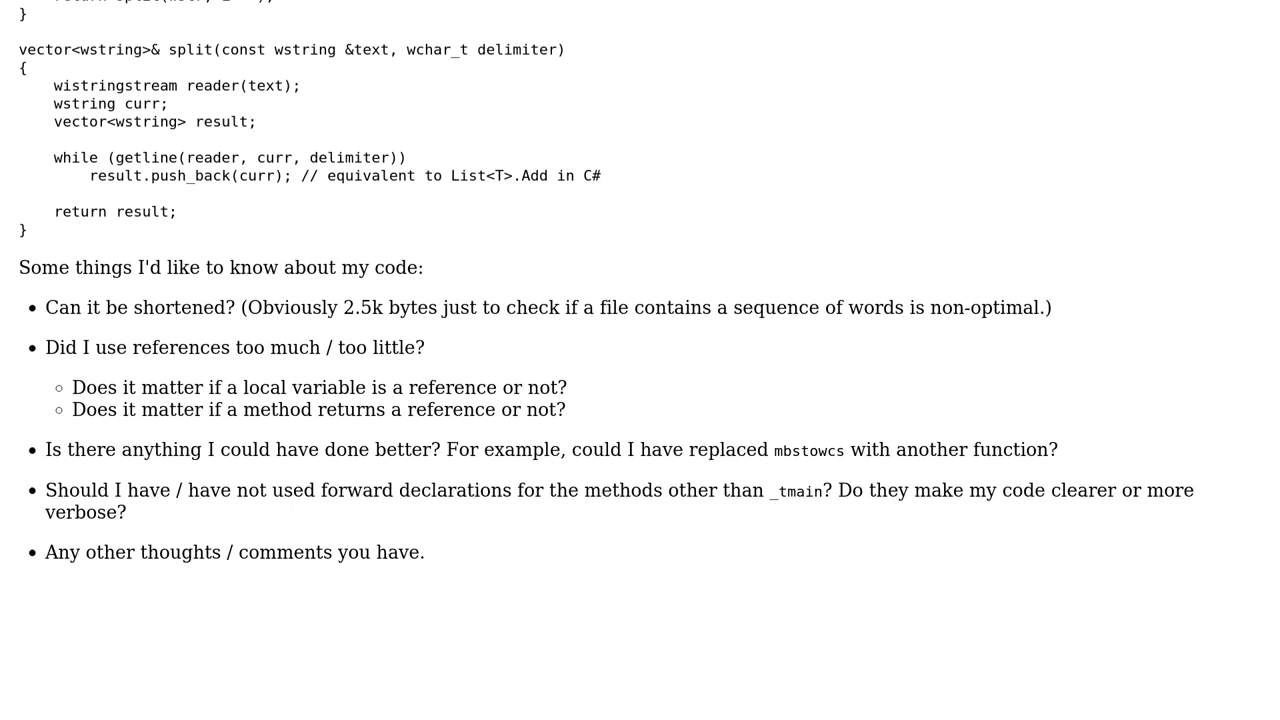 }
vector<wstring>& split(const wstring &text, wchar_t delimiter)
{
wistringstream reader(text);
wstring curr;
vector<wstring> result;
while (getline(reader, curr, delimiter))
result.push_back(curr); // equivalent to List<T>.Add in C#
return result;
}
Some things I'd like to know about my code:
• Can it be shortened? (Obviously 2.5k bytes just to check if a file contains a sequence of words is non-optimal.)
• Did I use references too much / too little?
◦ Does it matter if a local variable is a reference or not?
◦ Does it matter if a method returns a reference or not?
• Is there anything I could have done better? For example, could I have replaced mbstowcs with another function?
• Should I have / have not used forward declarations for the methods other than _tmain? Do they make my code clearer or more
verbose?
• Any other thoughts / comments you have.